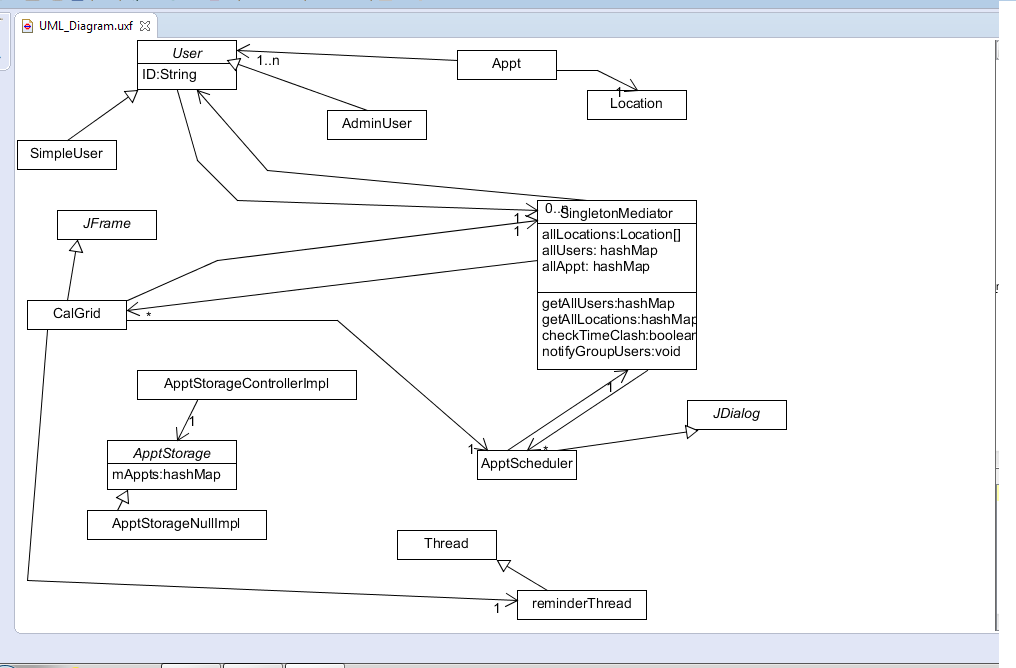 UML_Diagram.uxf
User
ID:String
1..n
Appt
1
Location
AdminUser
SimpleUser
JFrame
0..n
SingletonMediator
1
1
allLocations:Location[]
allUsers: hashMap
allAppt: hashMap
getAllUsers:hashMap
getAllLocations:hashMap
checkTimeClash:boolean
notifyGroupUsers:void
CalGrid
*
ApptStorageControllerImpl
1
1
JDialog
ApptStorage
mAppts:hashMap
1
*
ApptScheduler
ApptStorageNullImpl
Thread
1
reminderThread